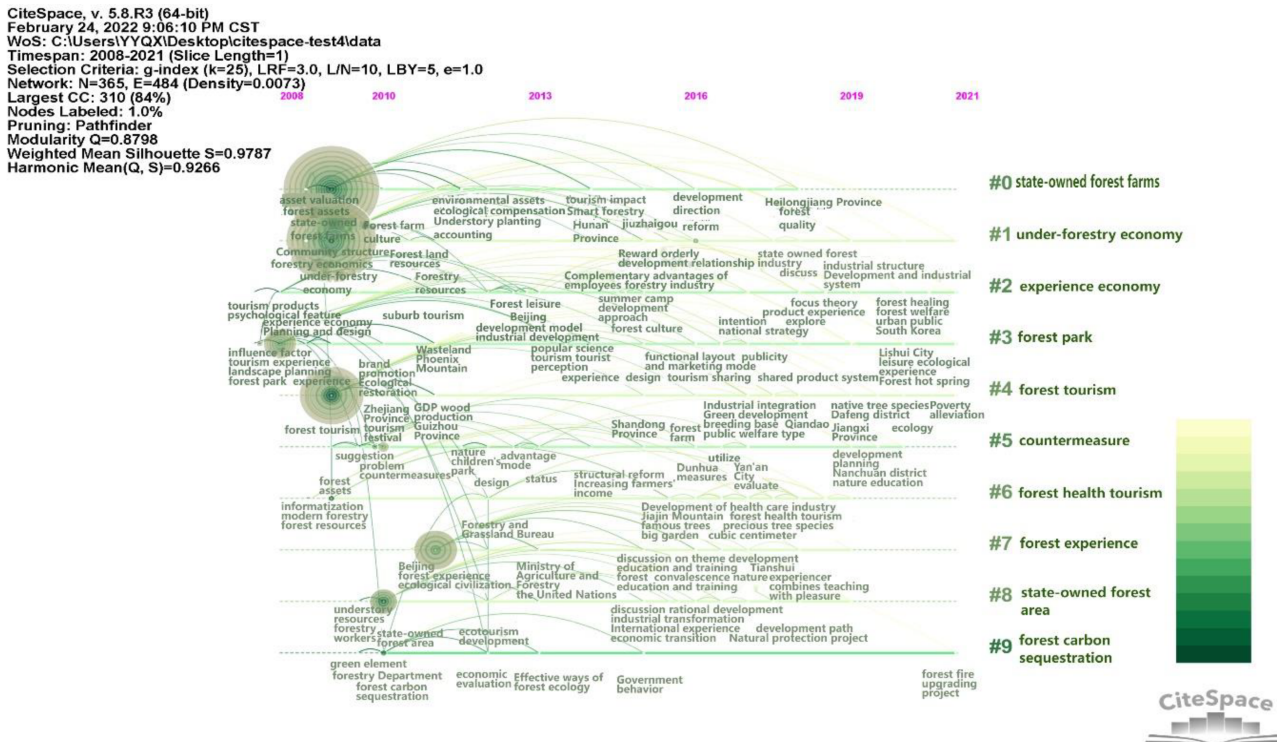 CiteSpace, v. 5.8.R3 (64-bit)
February 24, 2022 9:06:10 PM CST
WoS: C:\Users\YYQX\Desktop\citespace-test4\data
Timespan: 2008-2021 (Slice Length=1)
Selection Criteria: g-index (k=25), LRF=3.0, L/N=10, LBY=5, e=1.0
Network: N=365, E=484 (Density=0.0073)
Largest CC: 310 (84%)
Nodes Labeled: 1.0%
Pruning: Pathfinder
Modularity Q=0.8798
Weighted Mean Silhouette S=0.9787
Harmonic Mean(Q, S)=0.9266
2008 2010 2013 2016 2019 2021
#0 state-owned forest farms
asset valuation
forest assets
state-owned
forest farms
Forest farm
culture
environmental assets
ecological compensation
Understory planting
accounting
tourism impact
Smart forestry
Hunan
Province
jiuzhaigou
development
direction
reform
Heilongjiang Province
forest
quality
#1 under-forestry economy
Community structure
forestry economics
under-forestry
economy
Forest land
resources
Forestry
resources
Reward orderly
development relationship
Complementary advantages of
employees forestry industry
state owned forest
industry
discuss
industrial structure
Development and industrial
system
#2 experience economy
tourism products
psychological feature
experience economy
Planning and design
suburb tourism
Forest leisure
Beijing
development model
industrial development
summer camp
development
approach
forest culture
focus theory
product experience
intention explore
national strategy
forest healing
forest welfare
urban public
South Korea
#3 forest park
influence factor
tourism experience
landscape planning
forest park experience
brand
promotion
Ecological
restoration
Wasteland
Phoenix
Mountain
popular science
tourism tourist
perception
experience design tourism sharing shared product system
functional layout publicity
and marketing mode
Lishui City
leisure ecological
experience
Forest hot spring
#4 forest tourism
forest tourism
Zhejiang
Province
tourism
festival
GDP wood
production
Guizhou
Province
Shandong
Province
forest
farm
Industrial integration
Green development
breeding base Qiandao
public welfare type
native tree species
Dafeng district
Jiangxi
Province
ecology
Poverty
alleviation
#5 countermeasure
suggestion
problem
countermeasures
nature
children's
park
advantage
mode
design
status
structural reform
Increasing farmers'
income
Dunhua
measures
utilize
Yan'an
City
evaluate
development
planning
Nanchuan district
nature education
#6 forest health tourism
forest
assets
informatization
modern forestry
forest resources
Forestry and
Grassland Bureau
Development of health care industry
Jiajin Mountain forest health tourism
famous trees precious tree species
big garden cubic centimeter
#7 forest experience
Beijing
forest experience
ecological civilization
Ministry of
Agriculture and
Forestry
the United Nations
discussion on theme development
education and training Tianshui
forest convalescence nature experiencer
education and training combines teaching
with pleasure
#8 state-owned forest
area
understory
resources
forestry
workers
state-owned
forest area
ecotourism
development
discussion rational development
industrial transformation
International experience development path
economic transition Natural protection project
#9 forest carbon
sequestration
green element
forestry Department
forest carbon
sequestration
economic
evaluation
Effective ways of
forest ecology
Government
behavior
forest fire
upgrading
project
CiteSpace